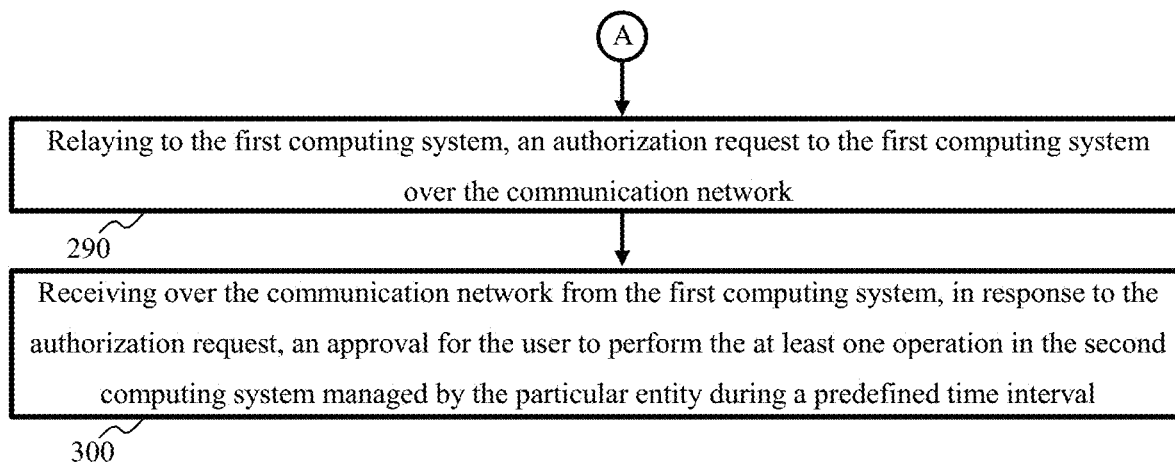 A
Relaying to the first computing system, an authorization request to the first computing system
over the communication network
290
Receiving over the communication network from the first computing system, in response to the
authorization request, an approval for the user to perform the at least one operation in the second
computing system managed by the particular entity during a predefined time interval
300